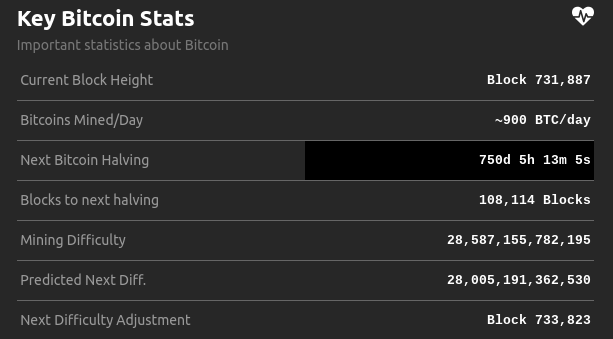 Key Bitcoin Stats
Important statistics about Bitcoin
Current Block Height Block 731,887
Bitcoins Mined/Day ~900 BTC/day
Next Bitcoin Halving 750d 5h 13m 5s
Blocks to next halving 108,114 Blocks
Mining Difficulty 28,587,155,782,195
Predicted Next Diff. 28,005,191,362,530
Next Difficulty Adjustment Block 733,823